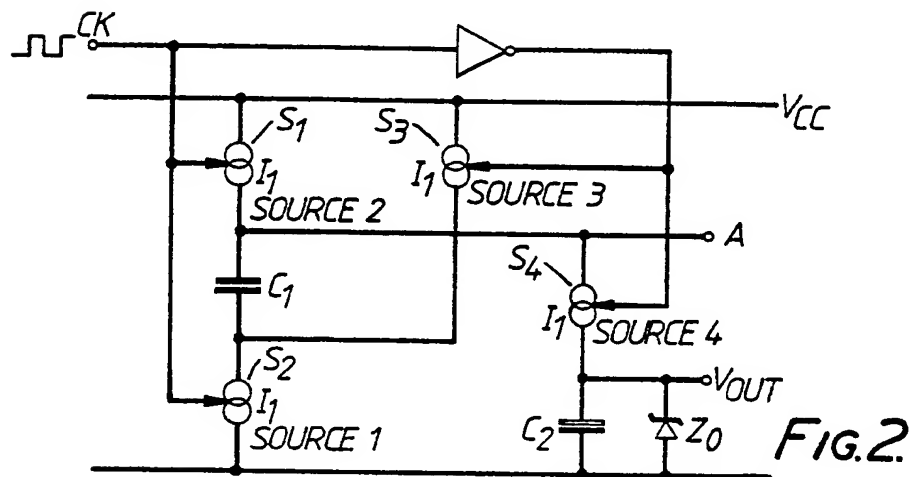 CK
VCC
S1
I1
SOURCE 2
S3
I1
SOURCE 3
A
C1
S4
I1
SOURCE 4
S2
I1
SOURCE 1
VOUT
C2
Z0
FIG.2.